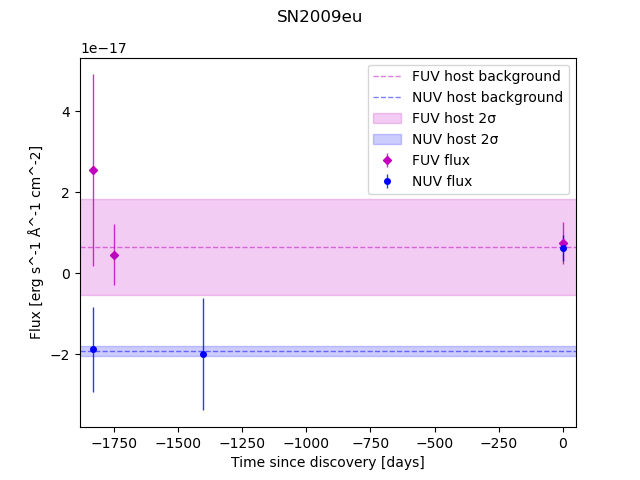 SN2009eu
1e−17
FUV host background
NUV host background
FUV host 2σ
NUV host 2σ
FUV flux
NUV flux
4
2
0
−2
Flux [erg s^-1 Å^-1 cm^-2]
−1750 −1500 −1250 −1000 −750 −500 −250 0
Time since discovery [days]